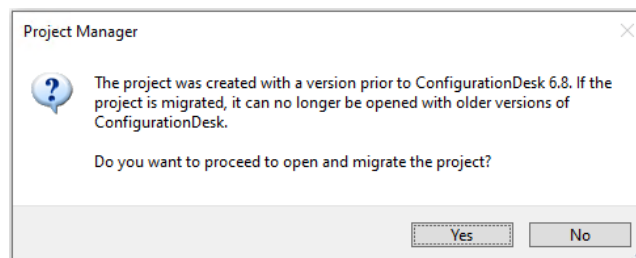 Project Manager
The project was created with a version prior to ConfigurationDesk 6.8. If the
project is migrated, it can no longer be opened with older versions of
ConfigurationDesk.
Do you want to proceed to open and migrate the project?
Yes
No